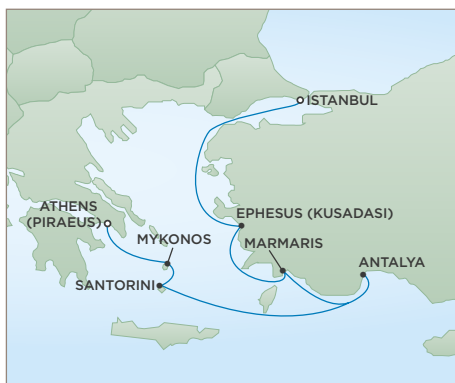 ISTANBUL
ATHENS
(PIRAEUS)
EPHESUS (KUSADASI)
MYKONOS
MARMARIS
ANTALYA
SANTORINI